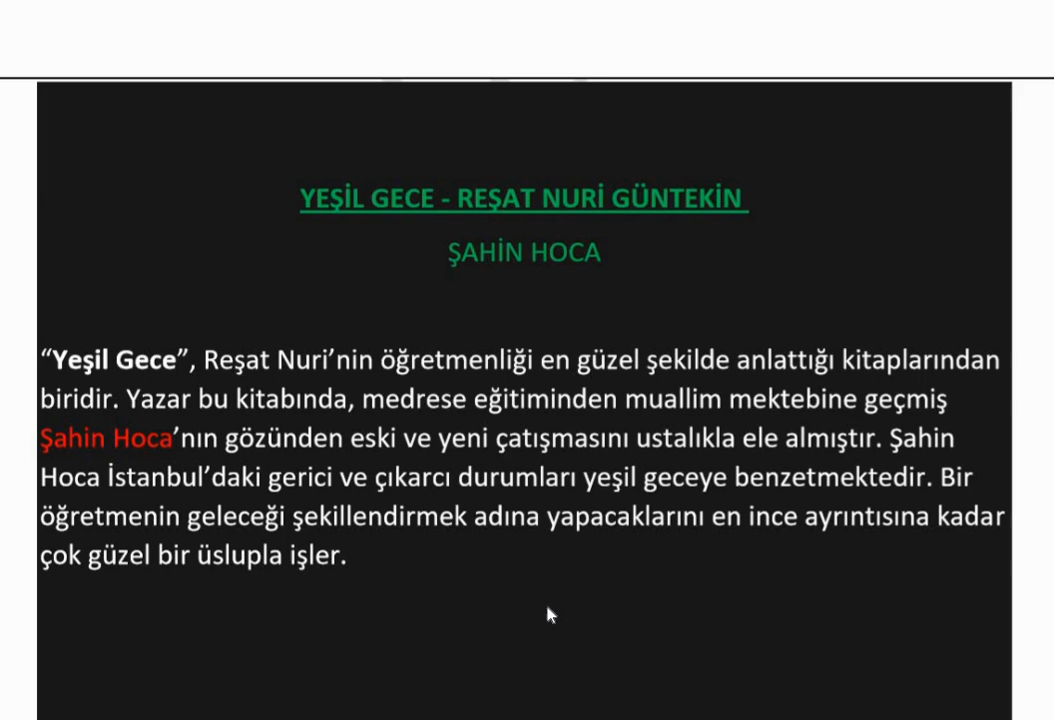 YEŞİL GECE - REŞAT NURİ GÜNTEKİN
ŞAHİN HOCA
“Yeşil Gece”, Reşat Nuri’nin öğretmenliği en güzel şekilde anlattığı kitaplarından
biridir. Yazar bu kitabında, medrese eğitiminden muallim mektebine geçmiş
Şahin Hoca’nın gözünden eski ve yeni çatışmasını ustalıkla ele almıştır. Şahin
Hoca İstanbul’daki gerici ve çıkarcı durumları yeşil geceye benzetmektedir. Bir
öğretmenin geleceği şekillendirmek adına yapacaklarını en ince ayrıntısına kadar
çok güzel bir üslupla işler.